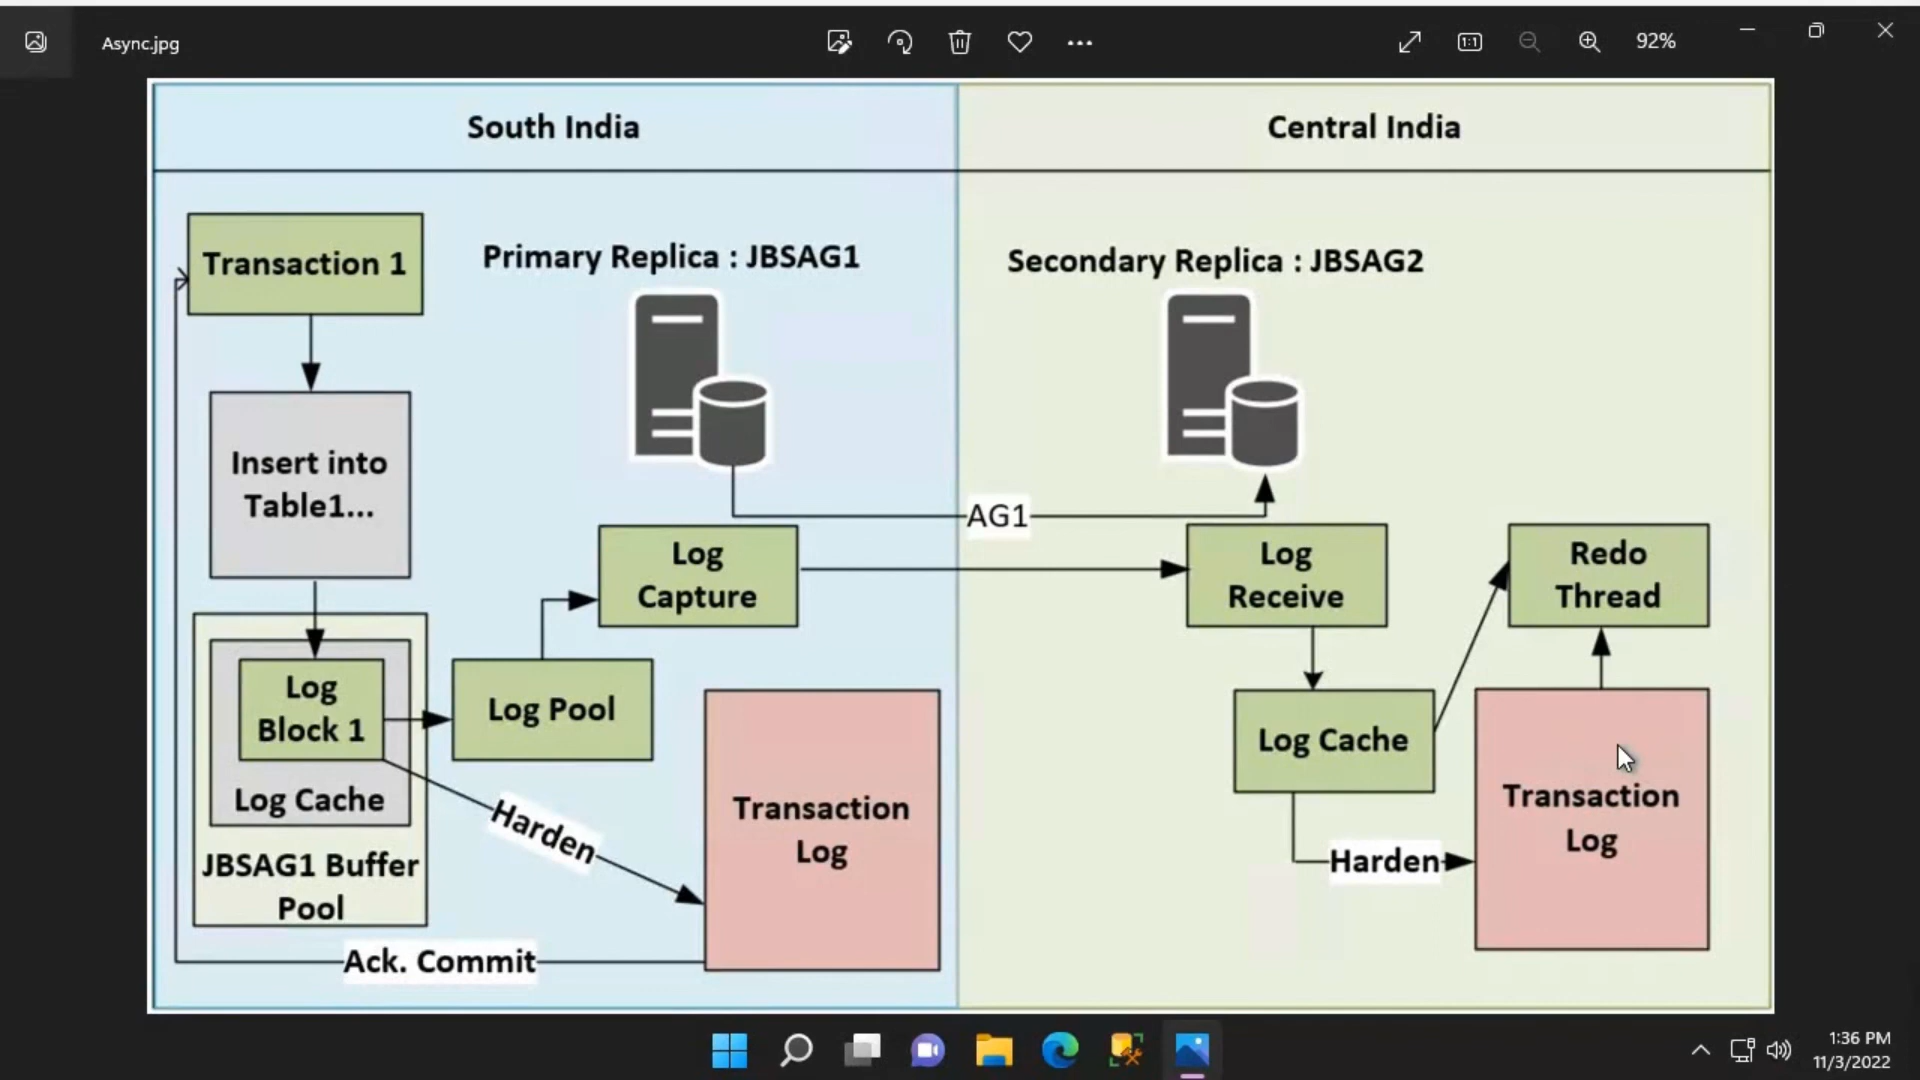 Async.jpg
92%
South India
Central India
Transaction 1
Primary Replica : JBSAG1
Secondary Replica : JBSAG2
Insert into
Table1...
AG1
Log
Capture
Log
Receive
Redo
Thread
Log
Block 1
Log Pool
Log Cache
Log Cache
Harden
Transaction
Log
Transaction
Log
Harden
JBSAG1 Buffer
Pool
Ack. Commit
1:36 PM
11/3/2022